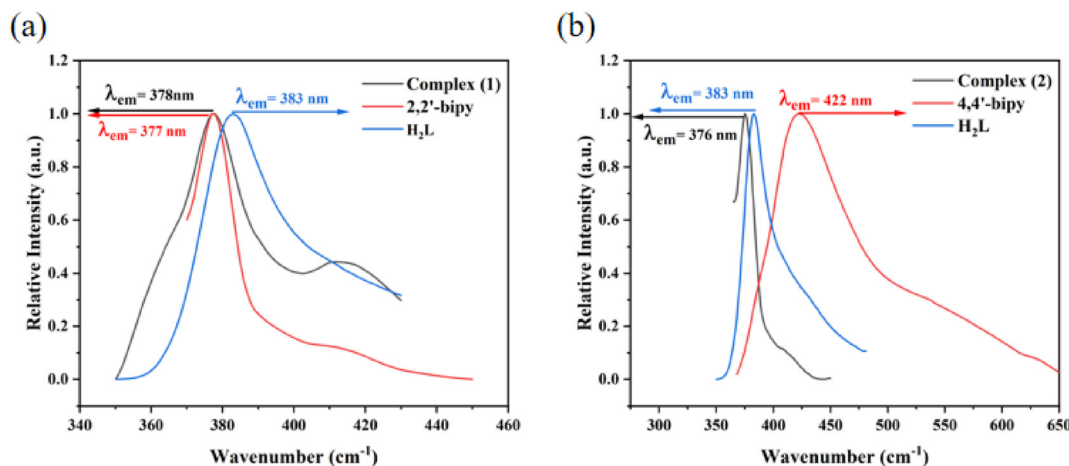 (a)
1.2
1.0
0.8
0.6
0.4
0.2
0.0
Relative Intensity (a.u.)
λem= 378nm
λem= 377 nm
λem= 383 nm
Complex (1)
2,2'-bipy
H₂L
340 360 380 400 420 440 460
Wavenumber (cm⁻¹)
(b)
1.2
1.0
0.8
0.6
0.4
0.2
0.0
Relative Intensity (a.u.)
λem= 383 nm
λem= 376 nm
λem= 422 nm
Complex (2)
4,4'-bipy
H₂L
300 350 400 450 500 550 600 650
Wavenumber (cm⁻¹)